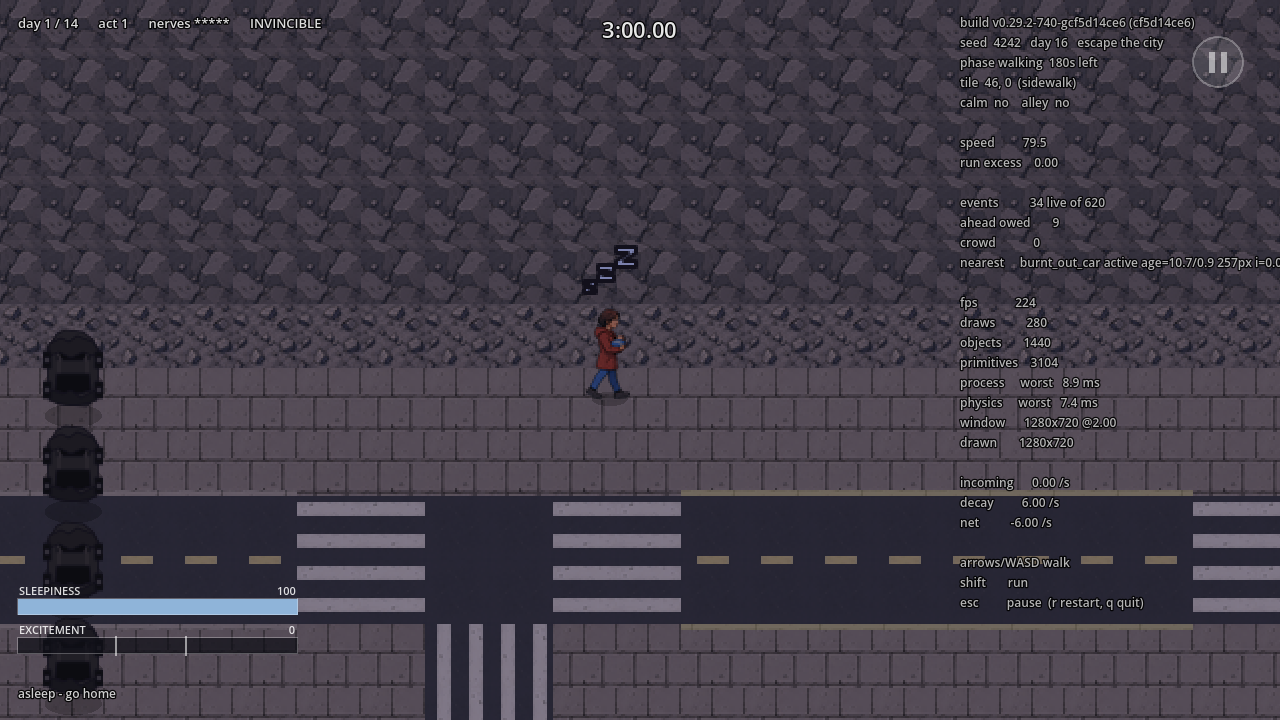 day 1 / 14 act 1 nerves ***** INVINCIBLE
3:00.00
build v0.29.2-740-gcf5d14ce6 (cf5d14ce6)
seed 4242 day 16 escape the city
phase walking 180s left
tile 46, 0 (sidewalk)
calm no alley no
speed 79.5
run excess 0.00
events 34 live of 620
ahead owed 9
crowd 0
nearest burnt_out_car active age=10.7/0.9 257px i=0.0
fps 224
draws 280
objects 1440
primitives 3104
process worst 8.9 ms
physics worst 7.4 ms
window 1280x720 @2.00
drawn 1280x720
incoming 0.00 /s
decay 6.00 /s
net -6.00 /s
arrows/WASD walk
shift run
esc pause (r restart, q quit)
z Z Z
SLEEPINESS 100
EXCITEMENT 0
asleep - go home